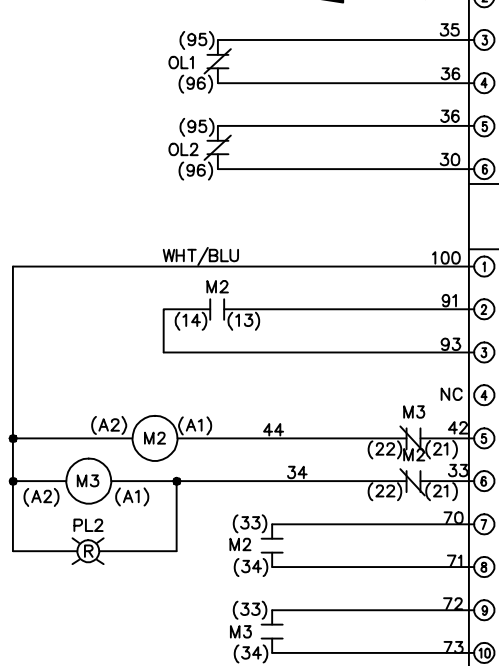 2
(95) 35 3
OL1
(96) 36 4
(95) 36 5
OL2
(96) 30 6
WHT/BLU 100 1
M2
(14) (13) 91 2
93 3
NC 4
M3
(A2) M2 (A1) 44 (22) (21) 42 5
M2
(A2) M3 (A1) 34 (22) (21) 33 6
PL2
R
(33) 70 7
M2
(34) 71 8
(33) 72 9
M3
(34) 73 10